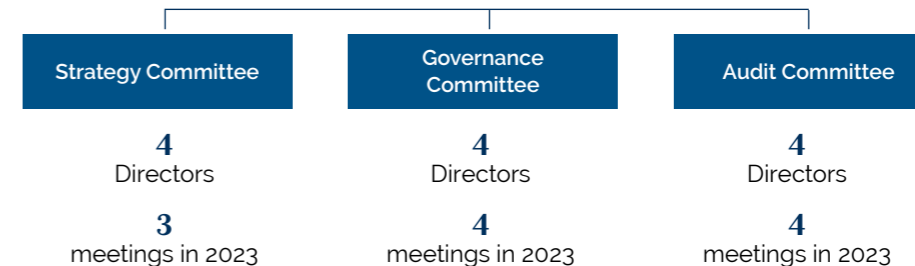 Strategy Committee
Governance
Committee
Audit Committee
4
Directors
4
Directors
4
Directors
3
meetings in 2023
4
meetings in 2023
4
meetings in 2023